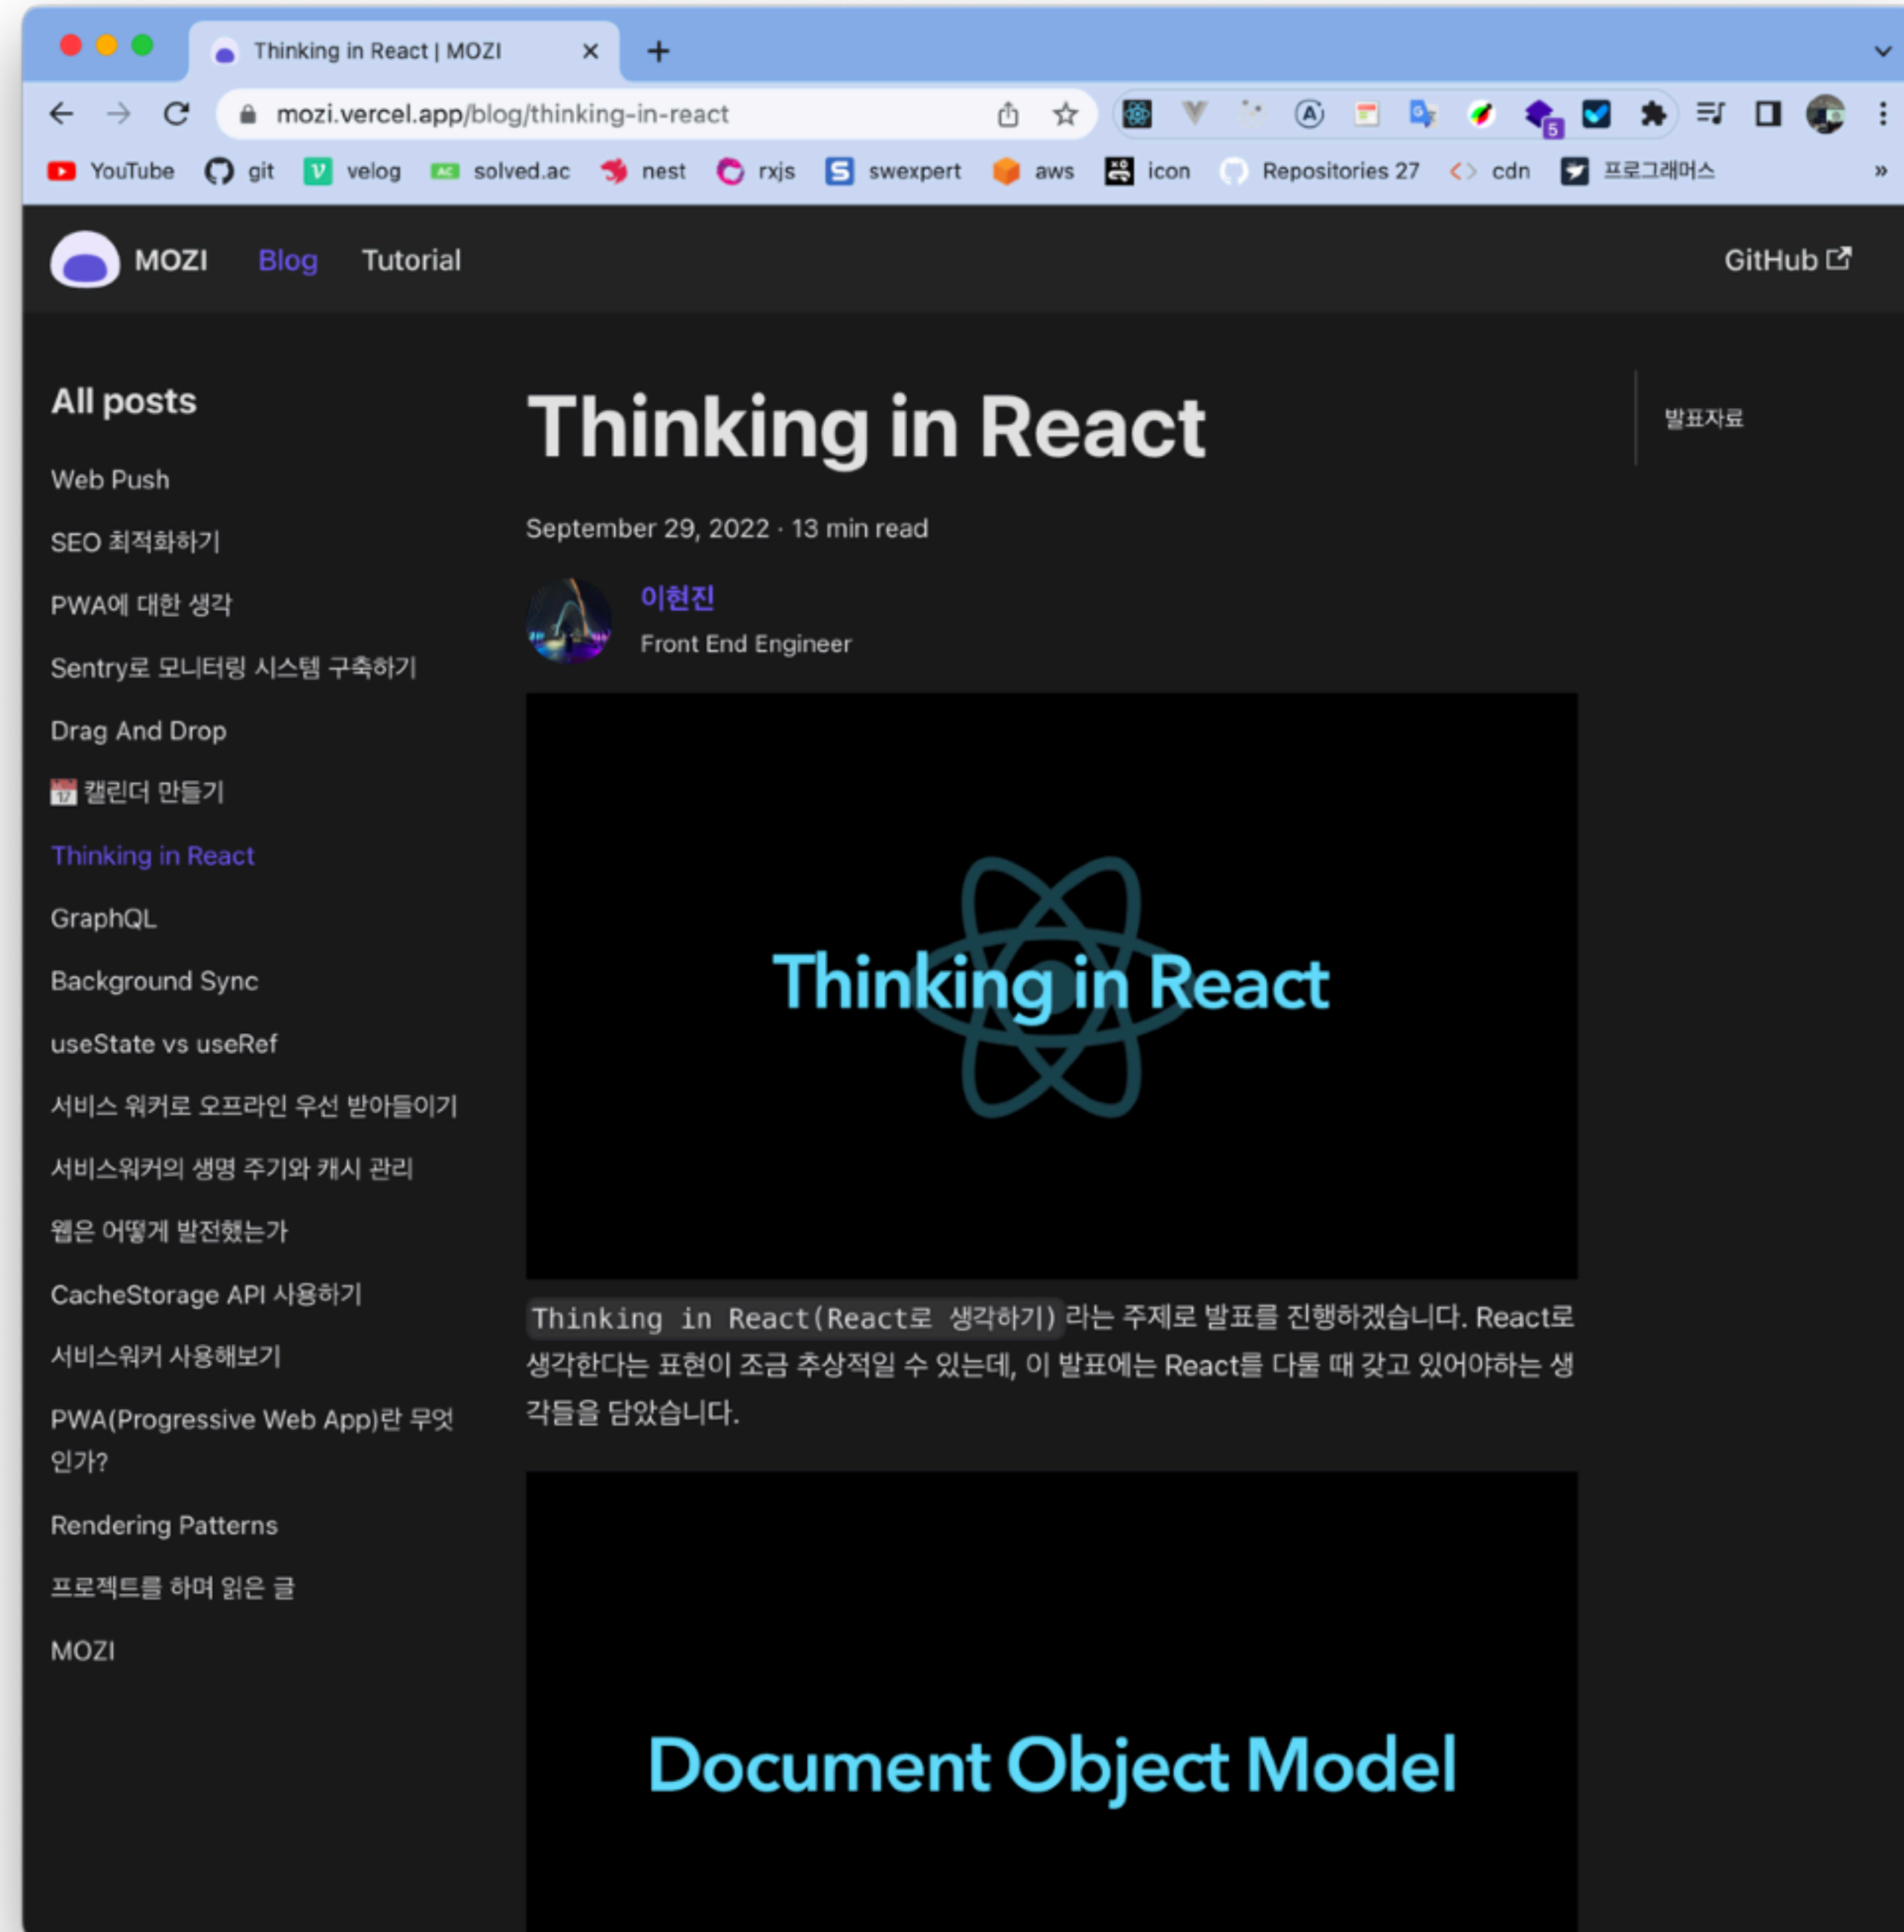 Thinking in React | MOZI
mozi.vercel.app/blog/thinking-in-react
5
YouTube git velog solved.ac nest rxjs swexpert aws icon Repositories 27 cdn 프로그래머스
MOZI Blog Tutorial GitHub
All posts
Web Push
SEO 최적화하기
PWA에 대한 생각
Sentry로 모니터링 시스템 구축하기
Drag And Drop
17 캘린더 만들기
Thinking in React
GraphQL
Background Sync
useState vs useRef
서비스 워커로 오프라인 우선 받아들이기
서비스워커의 생명 주기와 캐시 관리
웹은 어떻게 발전했는가
CacheStorage API 사용하기
서비스워커 사용해보기
PWA(Progressive Web App)란 무엇
인가?
Rendering Patterns
프로젝트를 하며 읽은 글
MOZI
Thinking in React
September 29, 2022 · 13 min read
이현진
Front End Engineer
Thinking in React
Thinking in React(React로 생각하기)라는 주제로 발표를 진행하겠습니다. React로
생각한다는 표현이 조금 추상적일 수 있는데, 이 발표에는 React를 다룰 때 갖고 있어야하는 생
각들을 담았습니다.
Document Object Model
발표자료